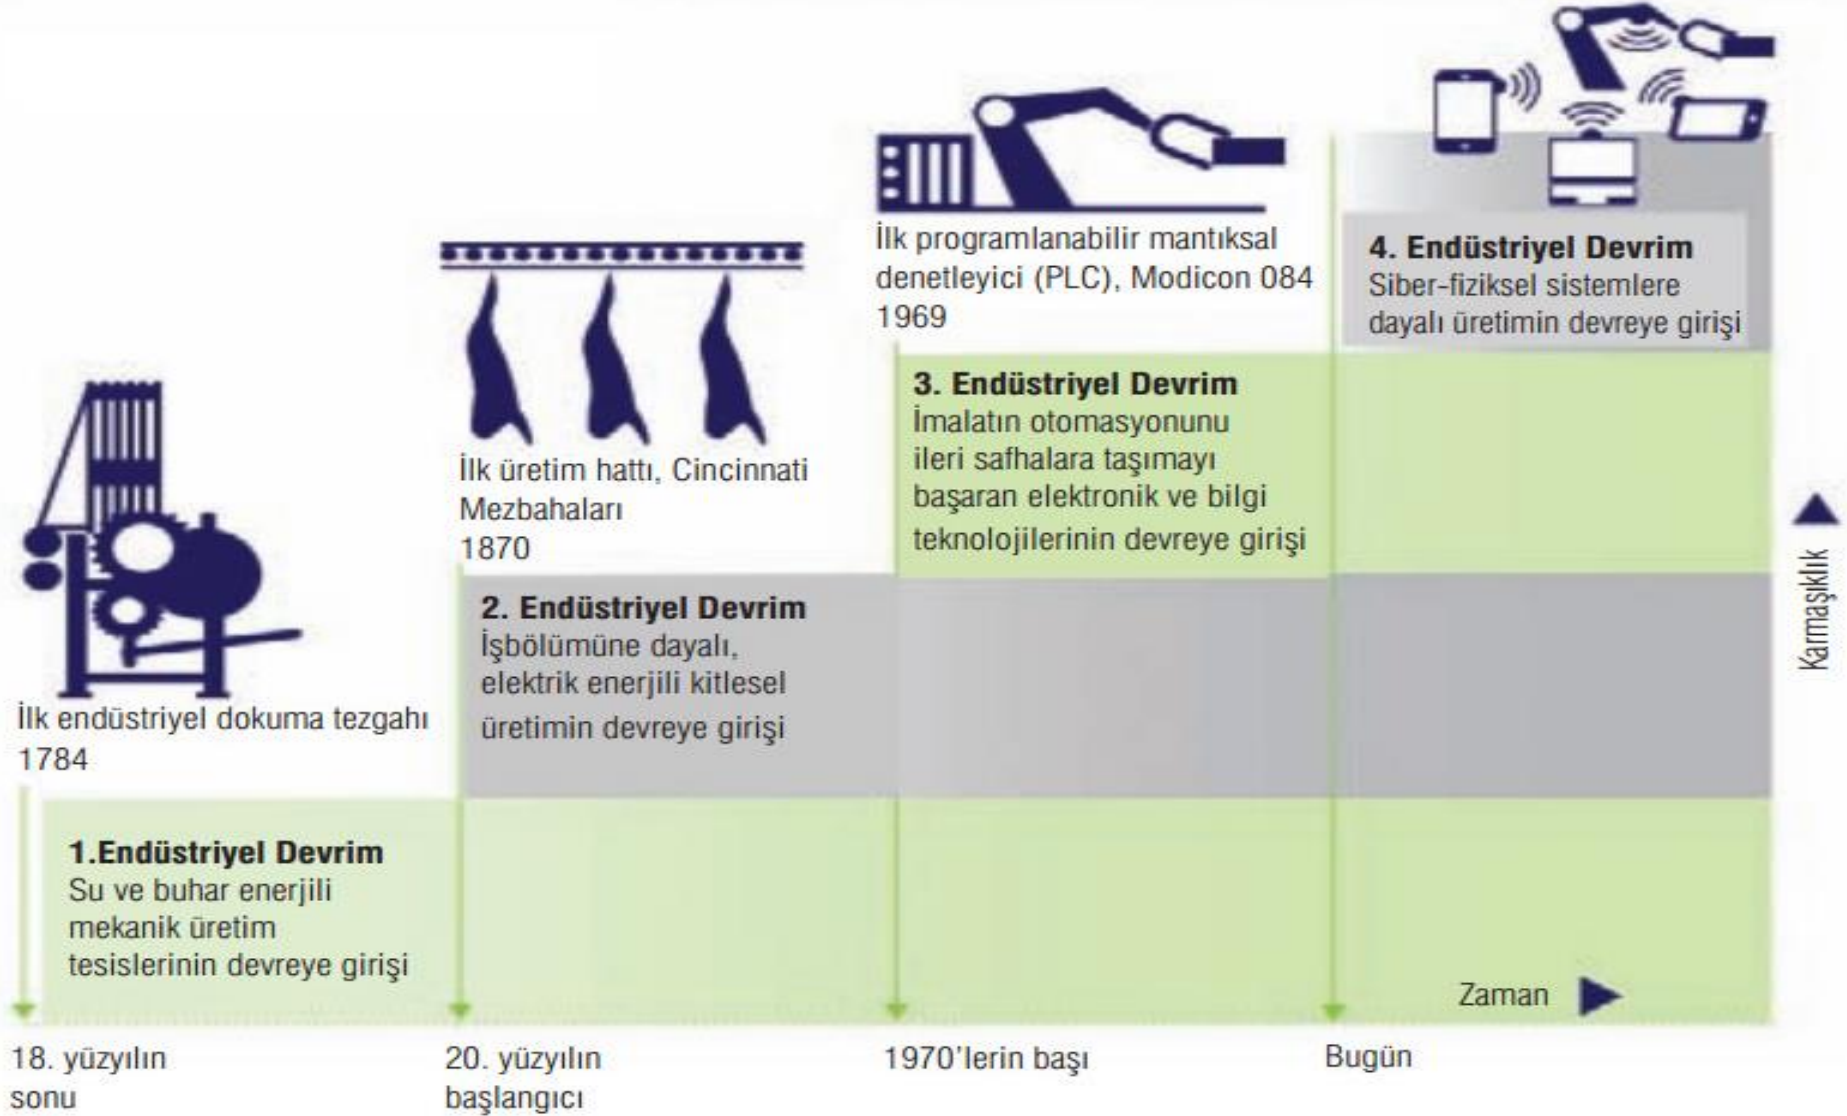 İlk endüstriyel dokuma tezgahı
1784
1.Endüstriyel Devrim
Su ve buhar enerjili
mekanik üretim
tesislerinin devreye girişi
18. yüzyılın
sonu
İlk üretim hattı, Cincinnati
Mezbahaları
1870
2. Endüstriyel Devrim
İşbölümüne dayalı,
elektrik enerjili kitlesel
üretimin devreye girişi
20. yüzyılın
başlangıcı
İlk programlanabilir mantıksal
denetleyici (PLC), Modicon 084
1969
3. Endüstriyel Devrim
İmalatın otomasyonunu
ileri safhalara taşımayı
başaran elektronik ve bilgi
teknolojilerinin devreye girişi
1970'lerin başı
4. Endüstriyel Devrim
Siber-fiziksel sistemlere
dayalı üretimin devreye girişi
Bugün
Zaman
Karmaşıklık